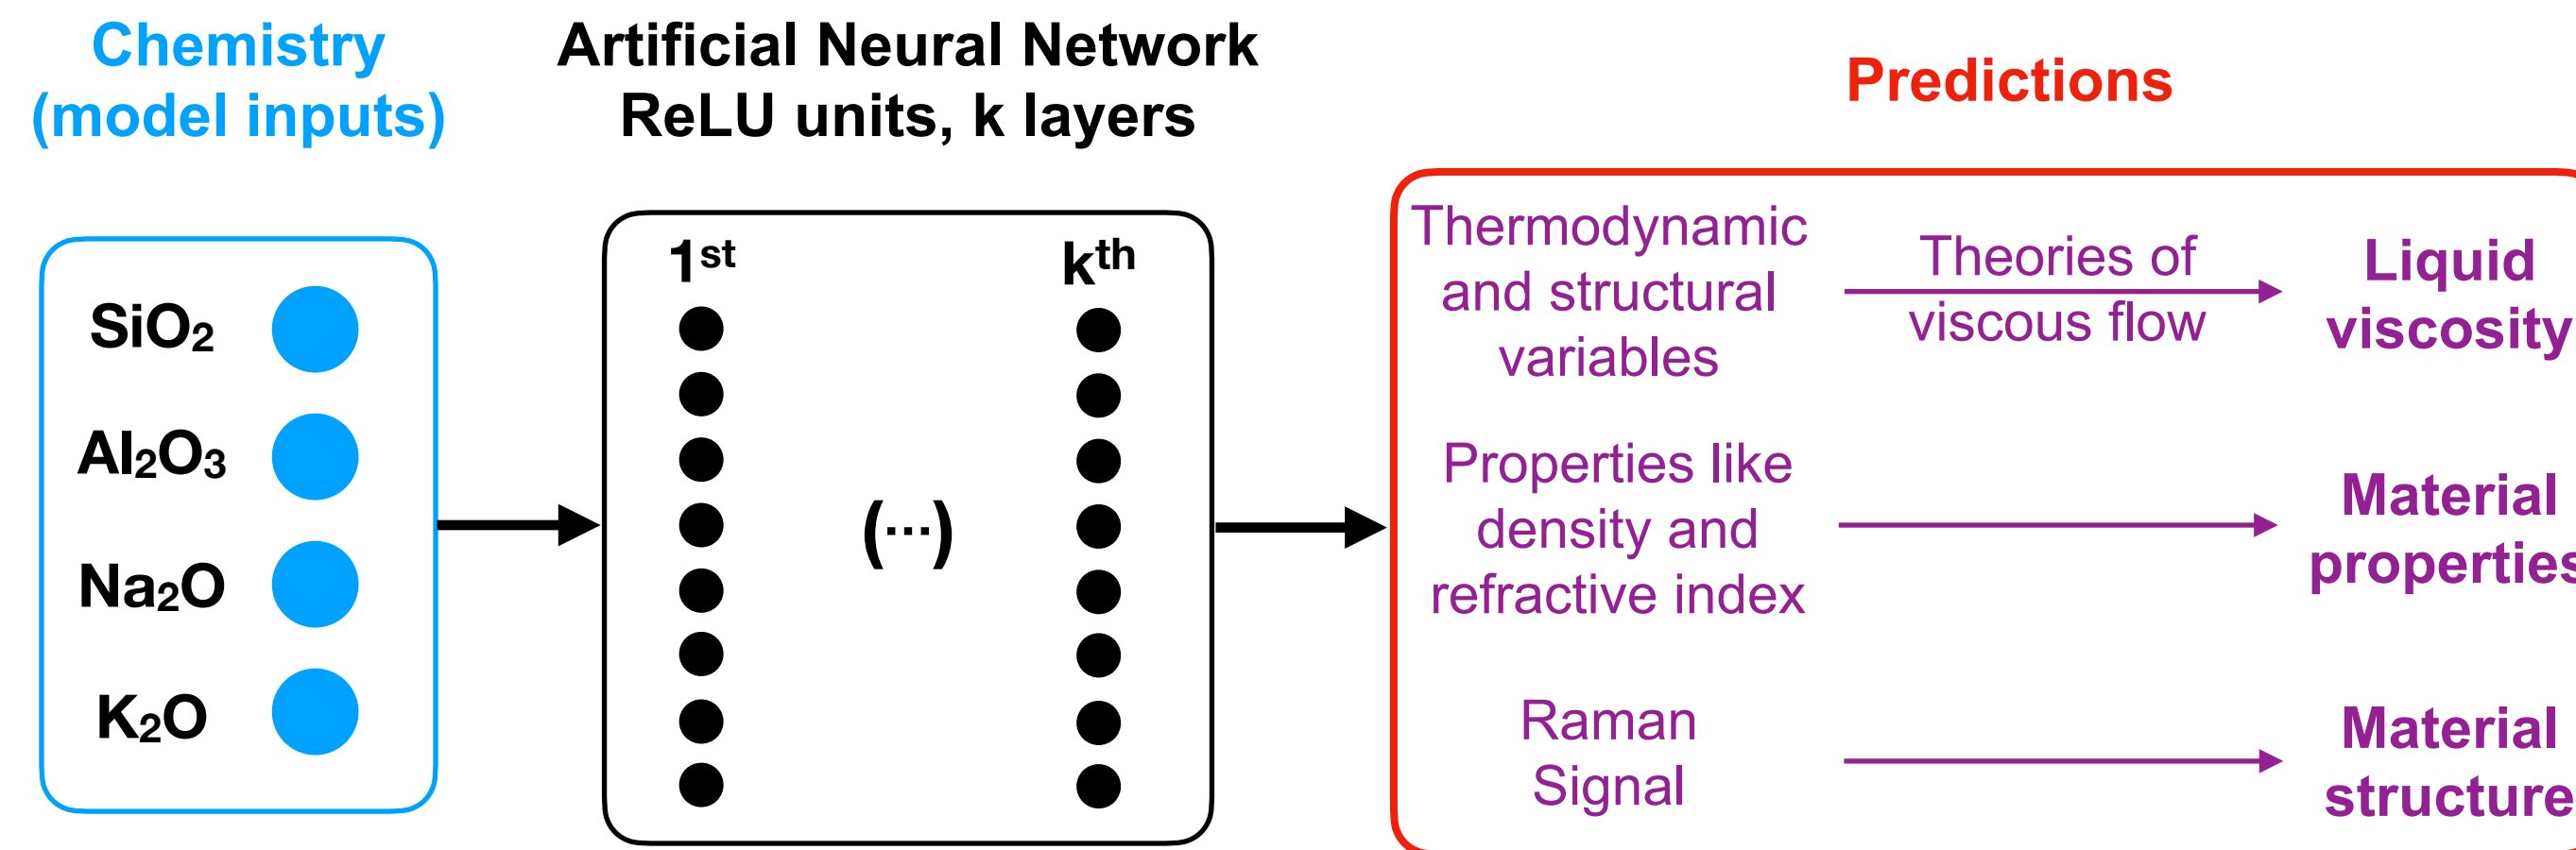 Chemistry
(model inputs)
SiO₂
Al₂O₃
Na₂O
K₂O
Artificial Neural Network
ReLU units, k layers
1ˢᵗ
kᵗʰ
(...)
Predictions
Thermodynamic
and structural
variables
Theories of
viscous flow
Liquid
viscosity
Properties like
density and
refractive index
Material
properties
Raman
Signal
Material
structure